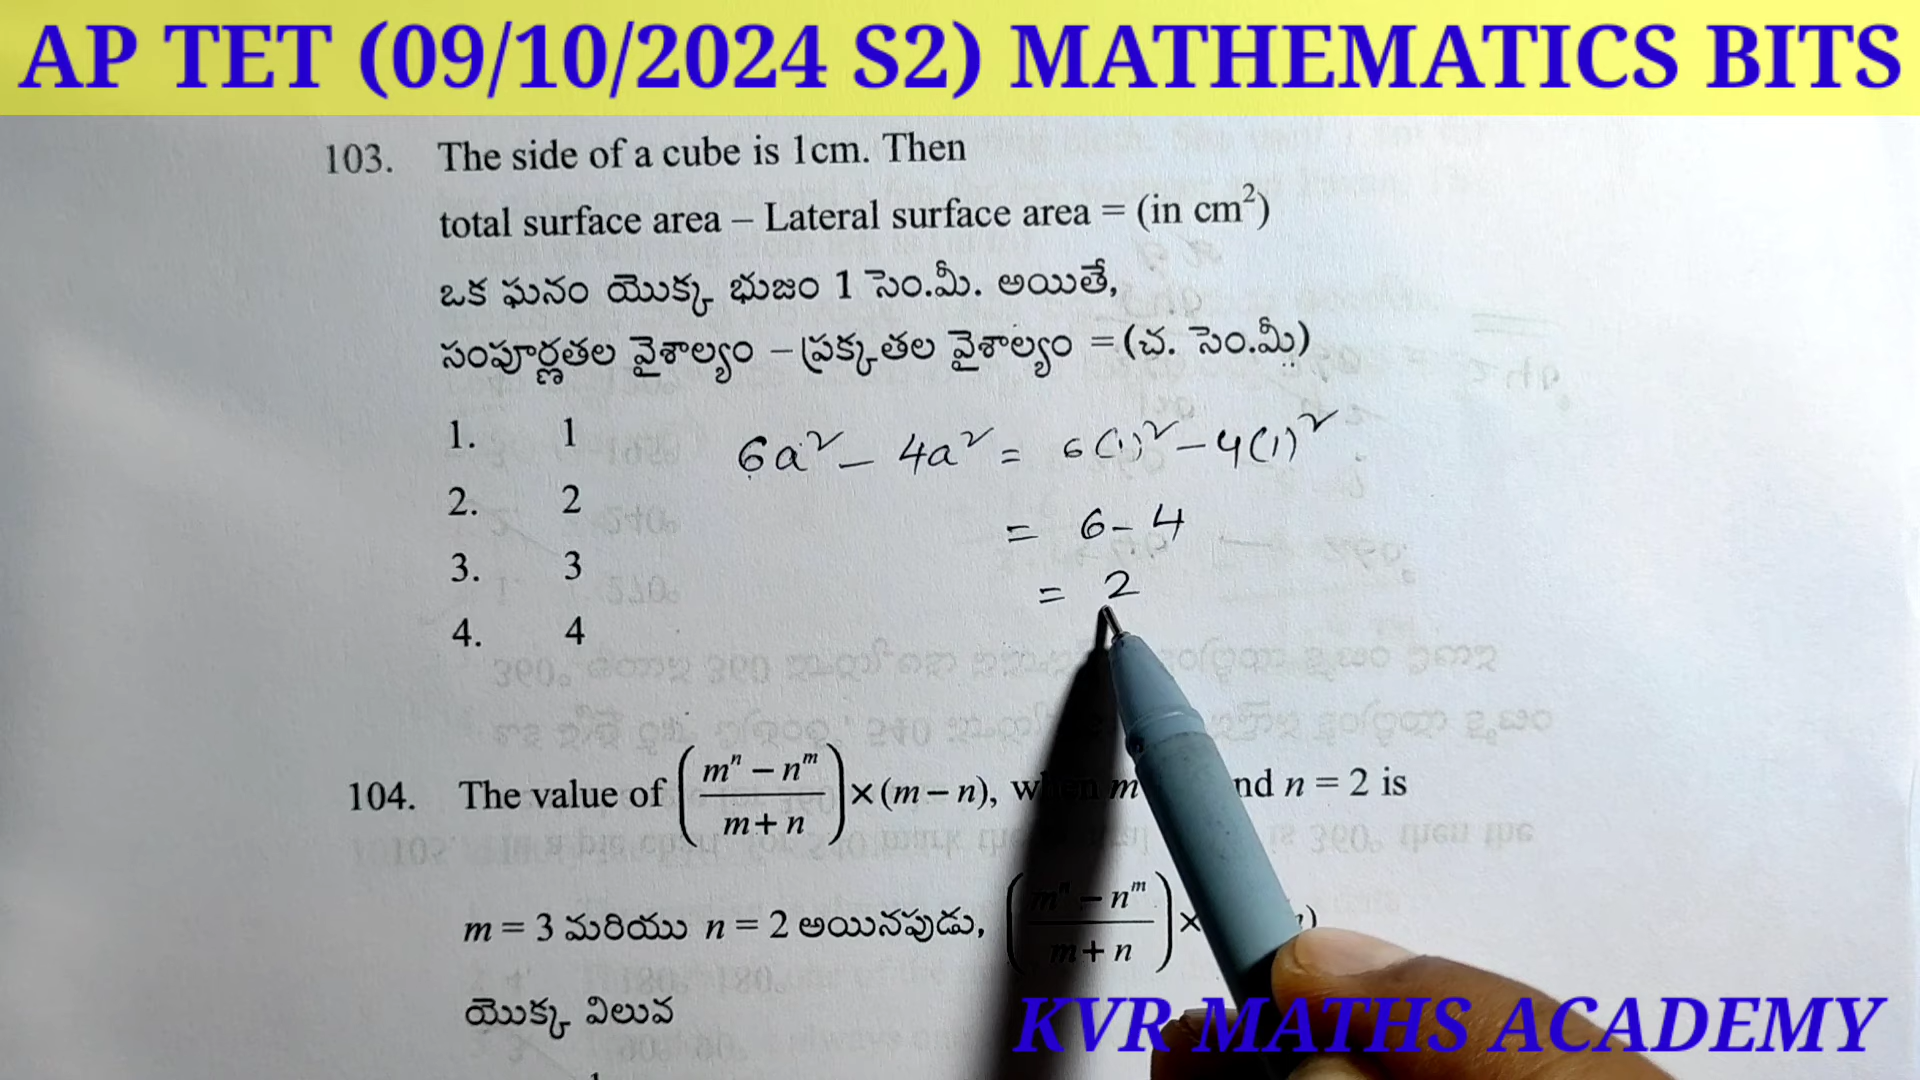 AP TET (09/10/2024 S2) MATHEMATICS BITS
103. The side of a cube is 1cm. Then
total surface area – Lateral surface area = (in cm²)
ఒక ఘనం యొక్క భుజం 1 సెం.మీ. అయితే,
సంపూర్ణతల వైశాల్యం – ప్రక్కతల వైశాల్యం = (చ. సెం.మీ)
1. 1
2. 2
3. 3
4. 4
6a² – 4a² = 6(1)² – 4(1)²
= 6 – 4
= 2
104. The value of ((mⁿ – nᵐ)/(m + n)) × (m – n), when m nd n = 2 is
m = 3 మరియు n = 2 అయినపుడు, ((mⁿ – nᵐ)/(m + n)) ×
యొక్క విలువ
KVR MATHS ACADEMY